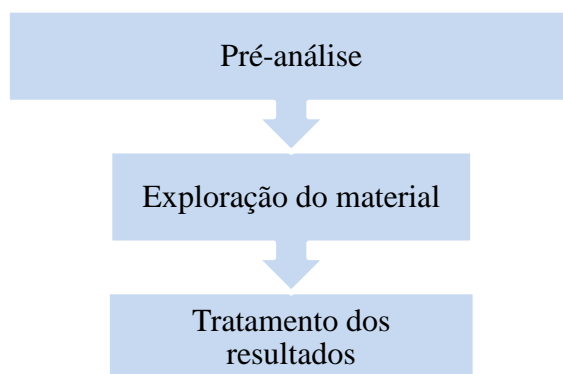 Pré-análise
Exploração do material
Tratamento dos
resultados